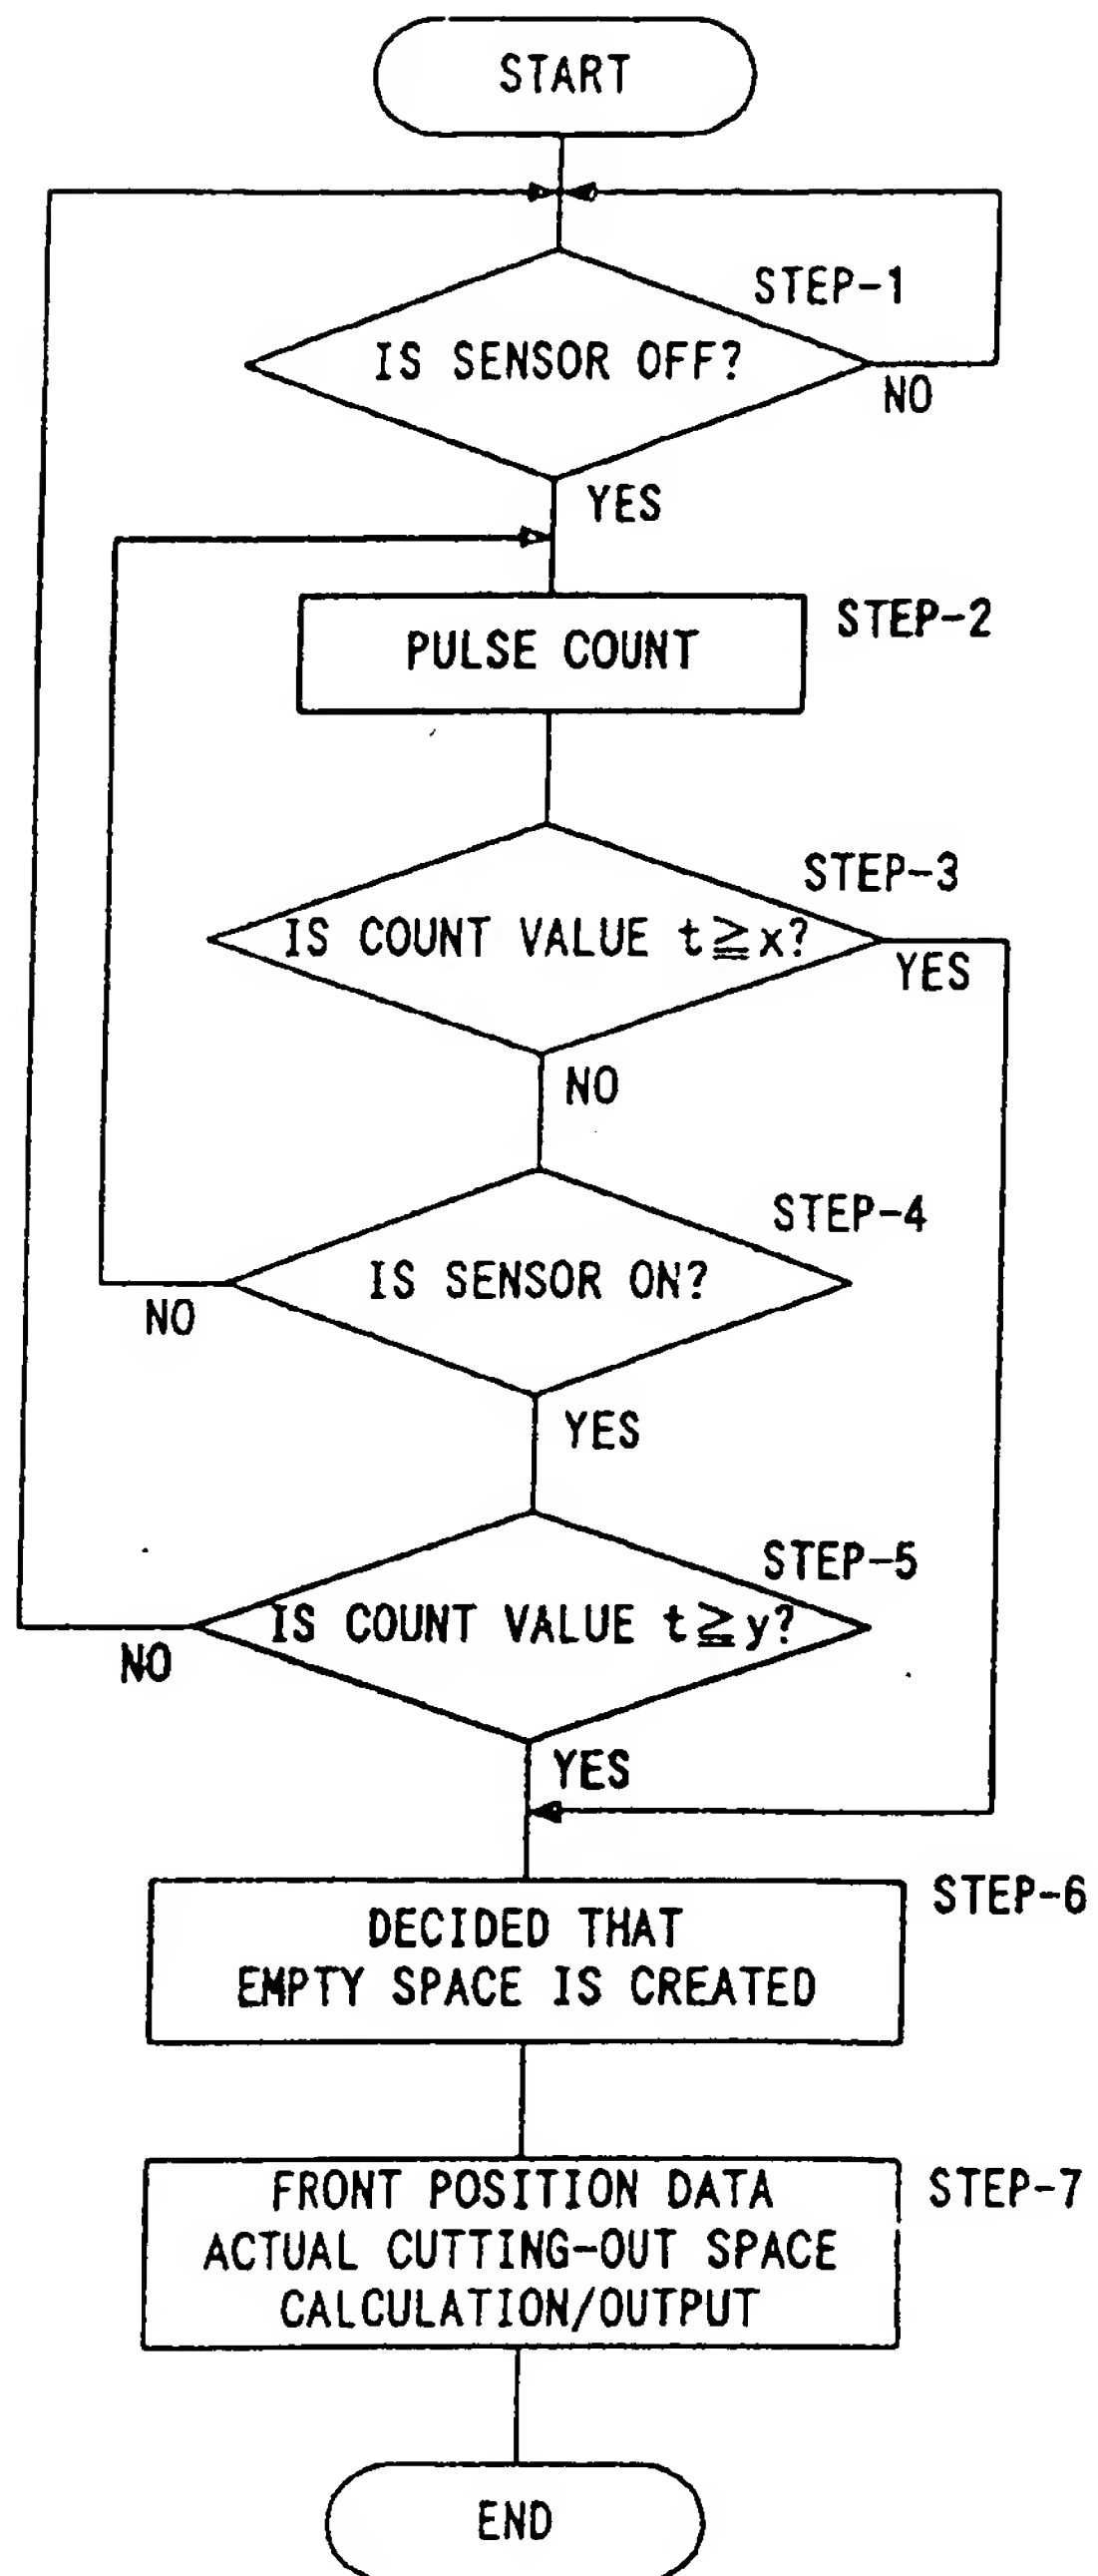 START
STEP-1
IS SENSOR OFF?
NO
YES
STEP-2
PULSE COUNT
STEP-3
IS COUNT VALUE t≧x?
YES
NO
STEP-4
IS SENSOR ON?
NO
YES
STEP-5
IS COUNT VALUE t≧y?
NO
YES
STEP-6
DECIDED THAT
EMPTY SPACE IS CREATED
STEP-7
FRONT POSITION DATA
ACTUAL CUTTING-OUT SPACE
CALCULATION/OUTPUT
END